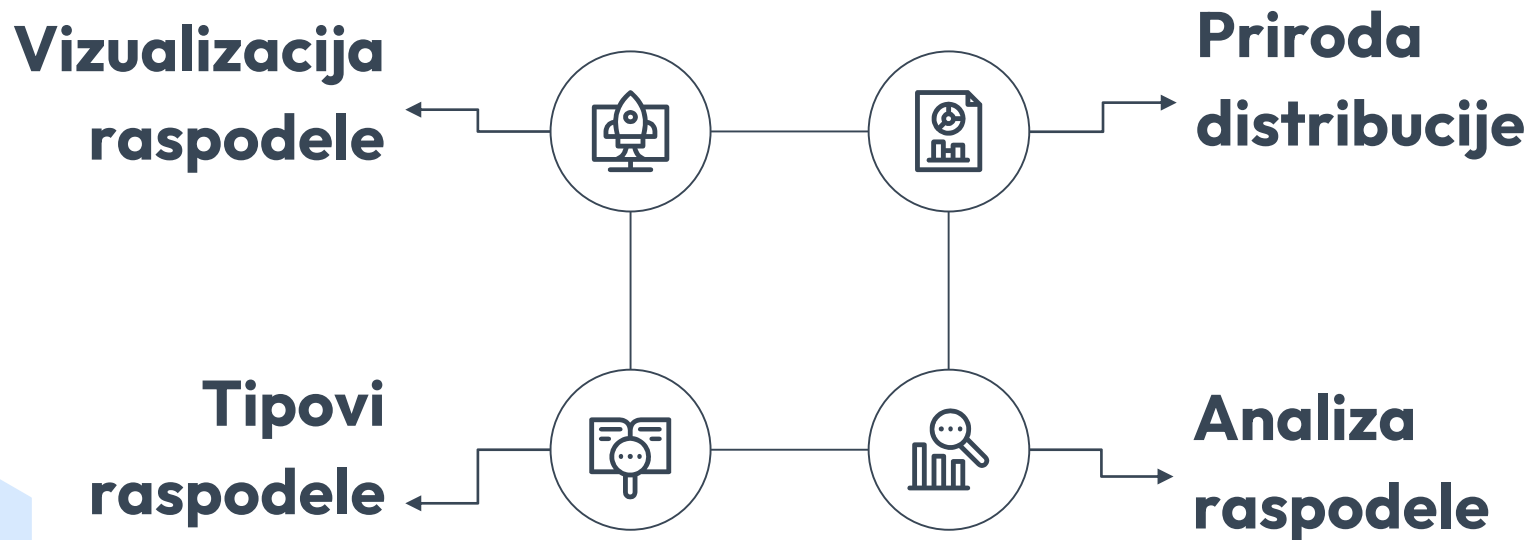 Vizualizacija
raspodele
Priroda
distribucije
Tipovi
raspodele
Analiza
raspodele